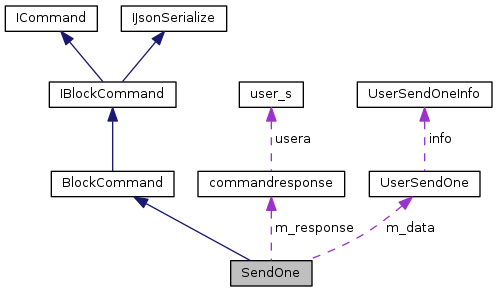 ICommand
IJsonSerialize
IBlockCommand
user_s
UserSendOneInfo
usera
info
BlockCommand
commandresponse
UserSendOne
m_response
m_data
SendOne